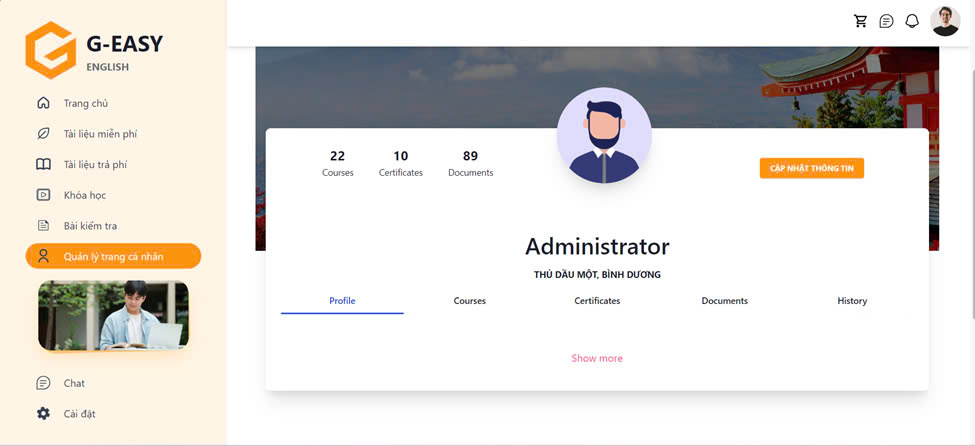 G-EASY
ENGLISH
Trang chủ
Tài liệu miễn phí
Tài liệu trả phí
Khóa học
Bài kiểm tra
Quản lý trang cá nhân
Chat
Cài đặt
22
Courses
10
Certificates
89
Documents
CẬP NHẬT THÔNG TIN
Administrator
THỦ DẦU MỘT, BÌNH DƯƠNG
Profile
Courses
Certificates
Documents
History
Show more